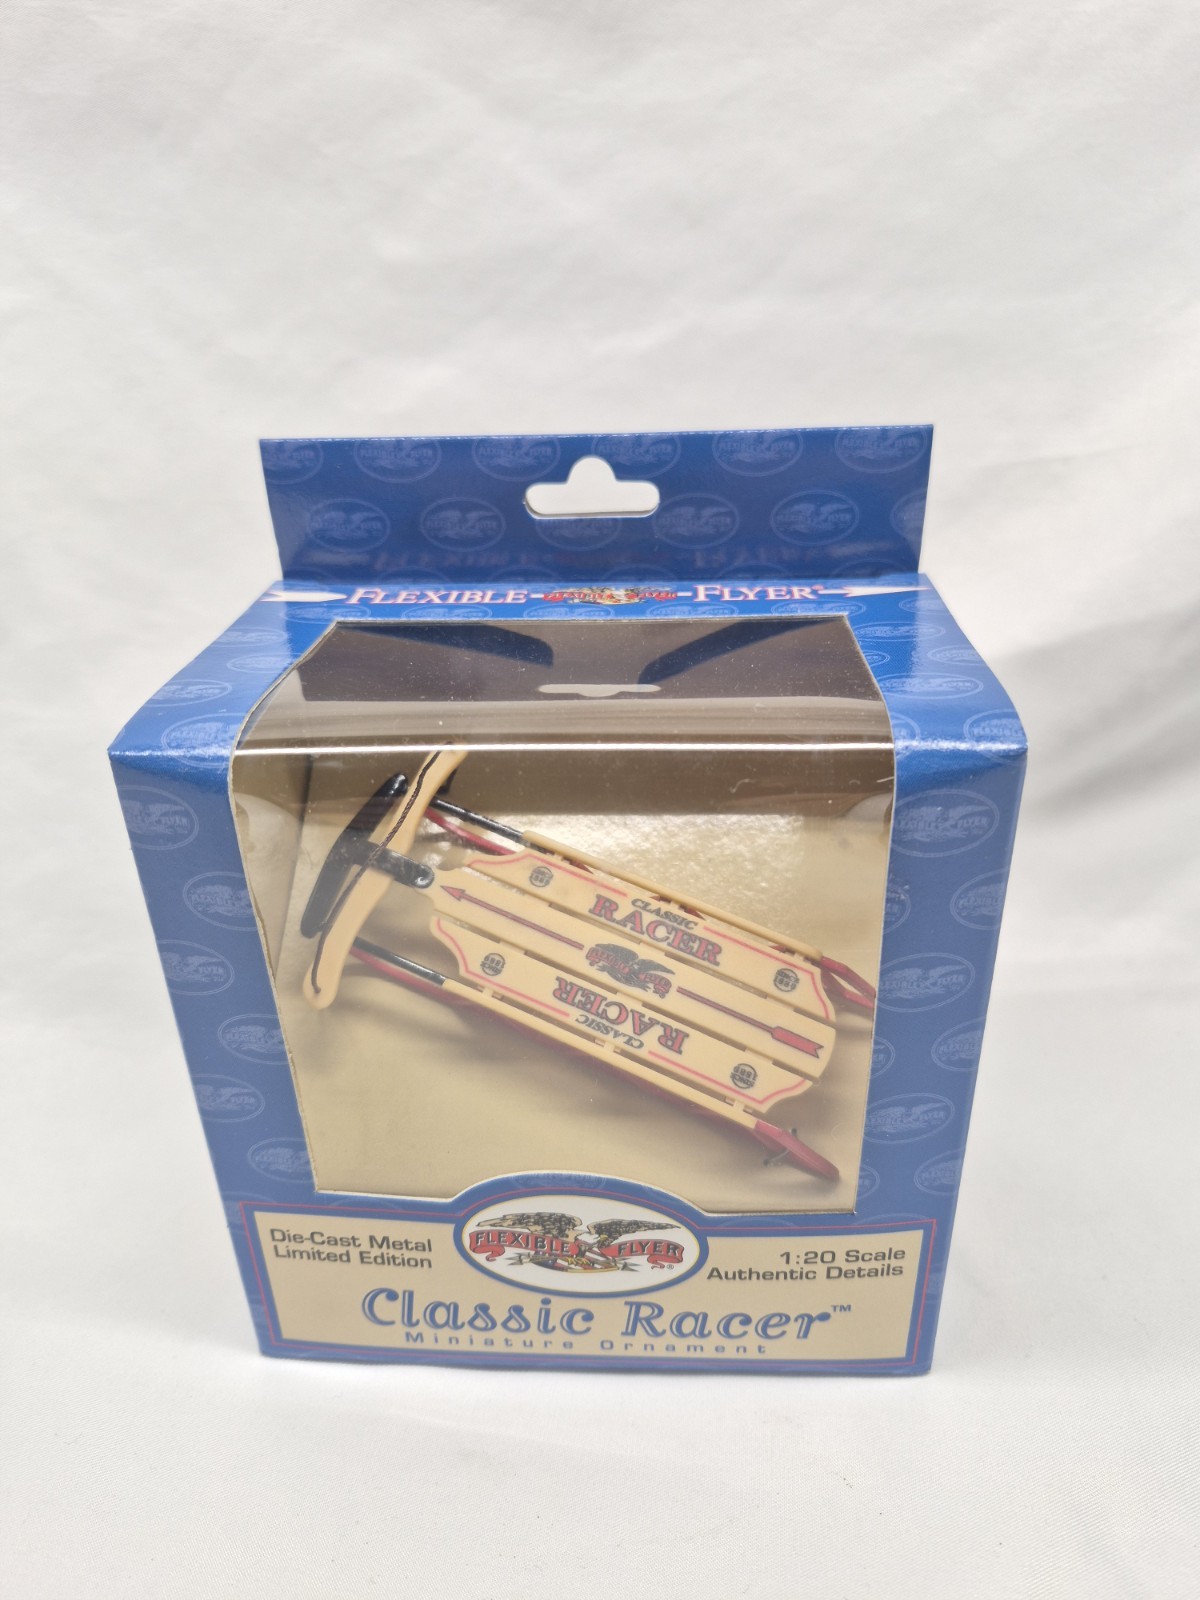 FLEXIBLE FLYER®
CLASSIC
RACER
CLASSIC
RACER
Die-Cast Metal
Limited Edition
FLEXIBLE FLYER®
1:20 Scale
Authentic Details
Classic Racer™
Miniature Ornament